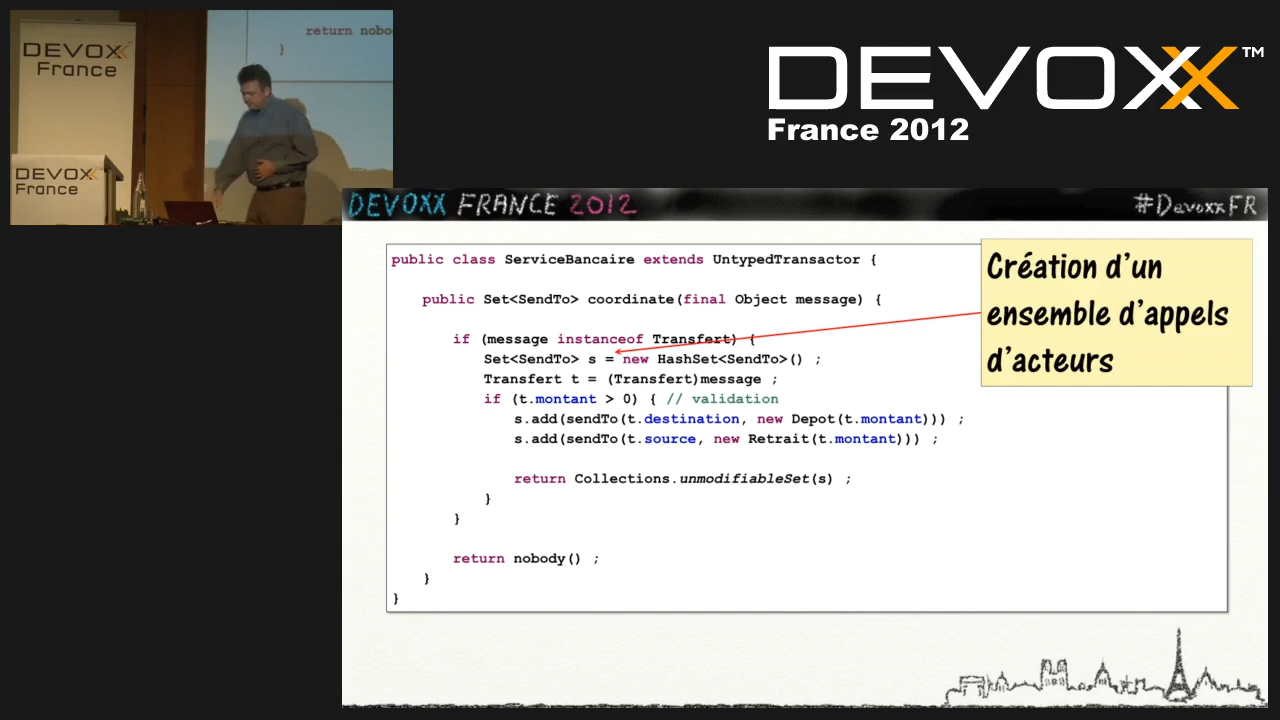 return nobo
}
DEVOXX
France
DEVOXX
France
DEVOXX™
France 2012
DEVOXX FRANCE 2012
#DevoxxFR
public class ServiceBancaire extends UntypedTransactor {
public Set<SendTo> coordinate(final Object message) {
if (message instanceof Transfert) {
Set<SendTo> s = new HashSet<SendTo>() ;
Transfert t = (Transfert)message ;
if (t.montant > 0) { // validation
s.add(sendTo(t.destination, new Depot(t.montant))) ;
s.add(sendTo(t.source, new Retrait(t.montant))) ;
return Collections.unmodifiableSet(s) ;
}
}
return nobody() ;
}
}
Création d'un
ensemble d'appels
d'acteurs